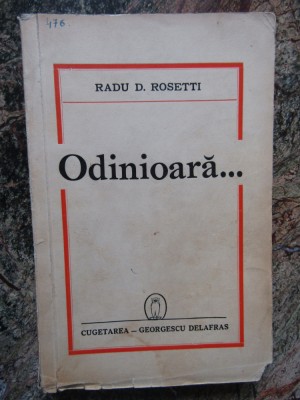 476
RADU D. ROSETTI
Odinioară...
CUGETAREA — GEORGESCU DELAFRAS